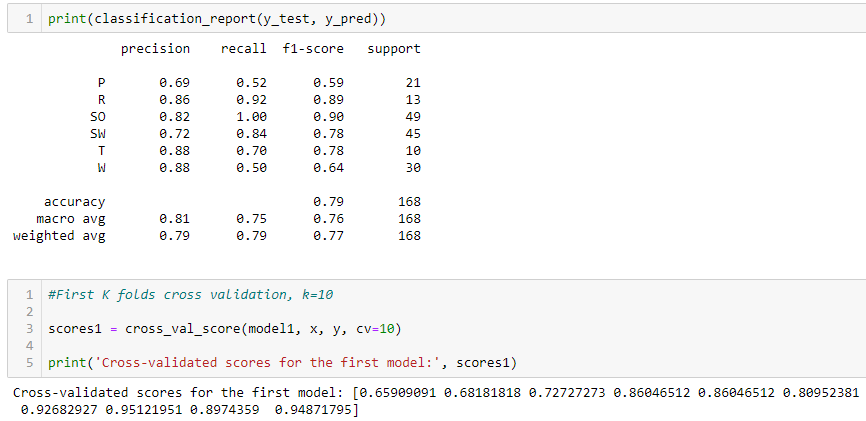 1 print(classification_report(y_test, y_pred))
precision recall f1-score support
P 0.69 0.52 0.59 21
R 0.86 0.92 0.89 13
SO 0.82 1.00 0.90 49
SW 0.72 0.84 0.78 45
T 0.88 0.70 0.78 10
W 0.88 0.50 0.64 30
accuracy 0.79 168
macro avg 0.81 0.75 0.76 168
weighted avg 0.79 0.79 0.77 168
1 #First K folds cross validation, k=10
2
3 scores1 = cross_val_score(model1, x, y, cv=10)
4
5 print('Cross-validated scores for the first model:', scores1)
Cross-validated scores for the first model: [0.65909091 0.68181818 0.72727273 0.86046512 0.86046512 0.80952381
0.92682927 0.95121951 0.8974359 0.94871795]